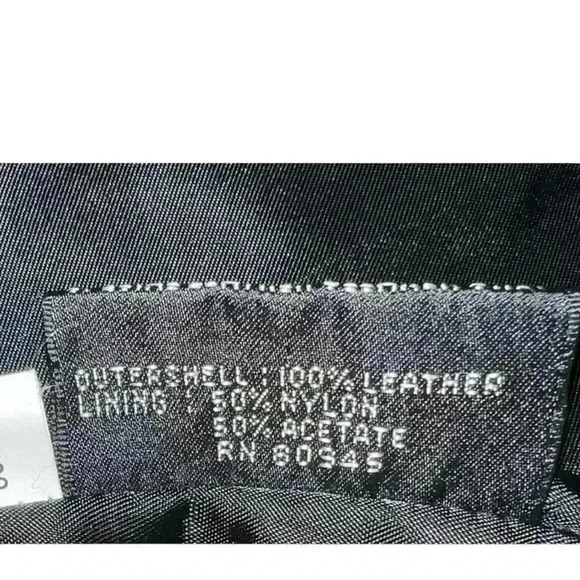 OUTERSHELL : 100% LEATHER
LINING : 50% NYLON
50% ACETATE
RN 80945